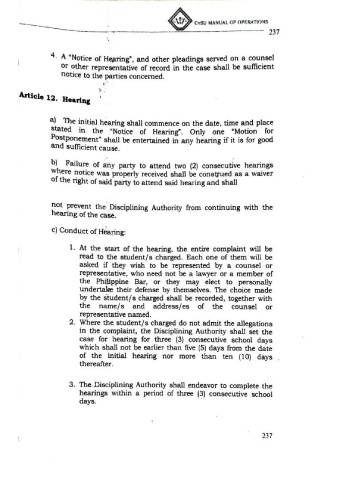 CvSU MANUAL OF OPERATIONS
237
4. A "Notice of Hearing", and other pleadings served on a counsel
or other representative of record in the case shall be sufficient
notice to the parties concerned.
Article 12. Hearing
a) The initial hearing shall commence on the date, time and place
stated in the "Notice of Hearing". Only one "Motion for
Postponement" shall be entertained in any hearing if it is for good
and sufficient cause.
b) Failure of any party to attend two (2) consecutive hearings
where notice was properly received shall be construed as a waiver
of the right of said party to attend said hearing and shall
not prevent the Disciplining Authority from continuing with the
hearing of the case.
c) Conduct of Hearing:
1. At the start of the hearing, the entire complaint will be
read to the student/s charged. Each one of them will be
asked if they wish to be represented by a counsel or
representative, who need not be a lawyer or a member of
the Philippine Bar, or they may elect to personally
undertake their defense by themselves. The choice made
by the student/s charged shall be recorded, together with
the name/s and address/es of the counsel or
representative named.
2. Where the student/s charged do not admit the allegations
in the complaint, the Disciplining Authority shall set the
case for hearing for three (3) consecutive school days
which shall not be earlier than five (5) days from the date
of the initial hearing nor more than ten (10) days
thereafter.
3. The Disciplining Authority shall endeavor to complete the
hearings within a period of three (3) consecutive school
days.
237